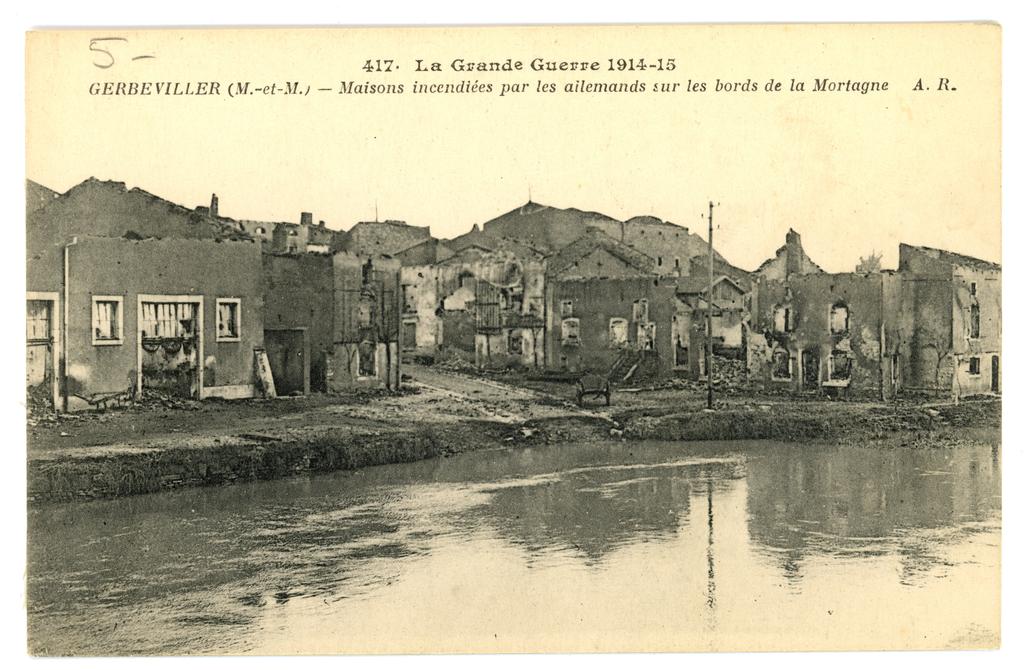 5-
417. La Grande Guerre 1914-15
GERBEVILLER (M.-et-M.) — Maisons incendiées par les ailemands sur les bords de la Mortagne A. R.